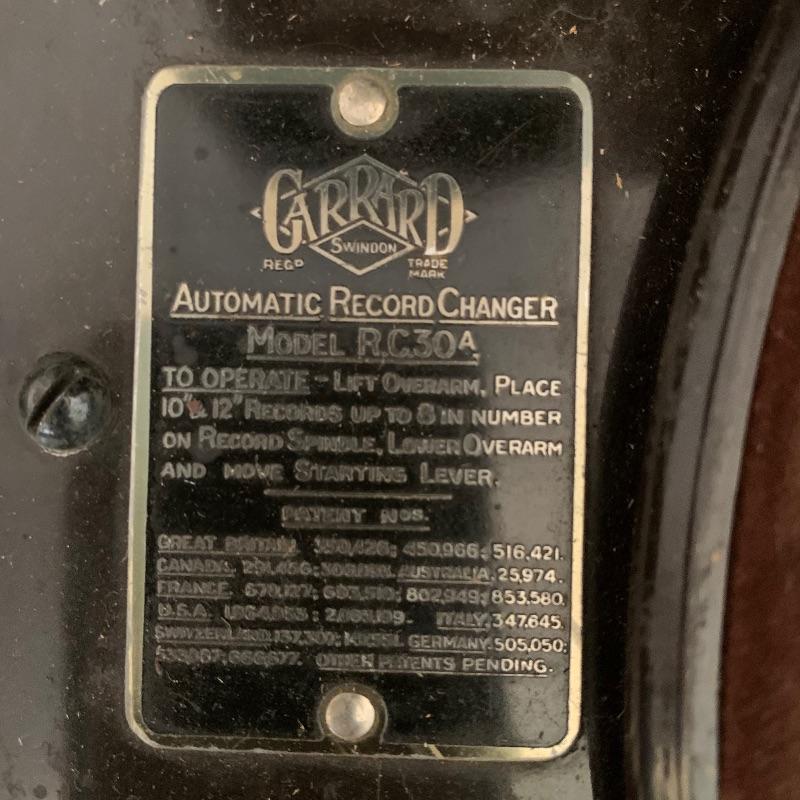 GARRARD
SWINDON
REGD TRADE MARK
AUTOMATIC RECORD CHANGER
MODEL R.C.30A.
TO OPERATE - LIFT OVERARM, PLACE
10" & 12" RECORDS UP TO 8 IN NUMBER
ON RECORD SPINDLE, LOWER OVERARM
AND MOVE STARTING LEVER.
PATENT NOS.
GREAT BRITAIN 450,966; 516,421.
CANADA. AUSTRALIA. 25,974.
FRANCE 802,949; 853,580.
U.S.A. ITALY, 347,645.
SWITZERLAND. GERMANY. 505,050;
OTHER PATENTS PENDING.